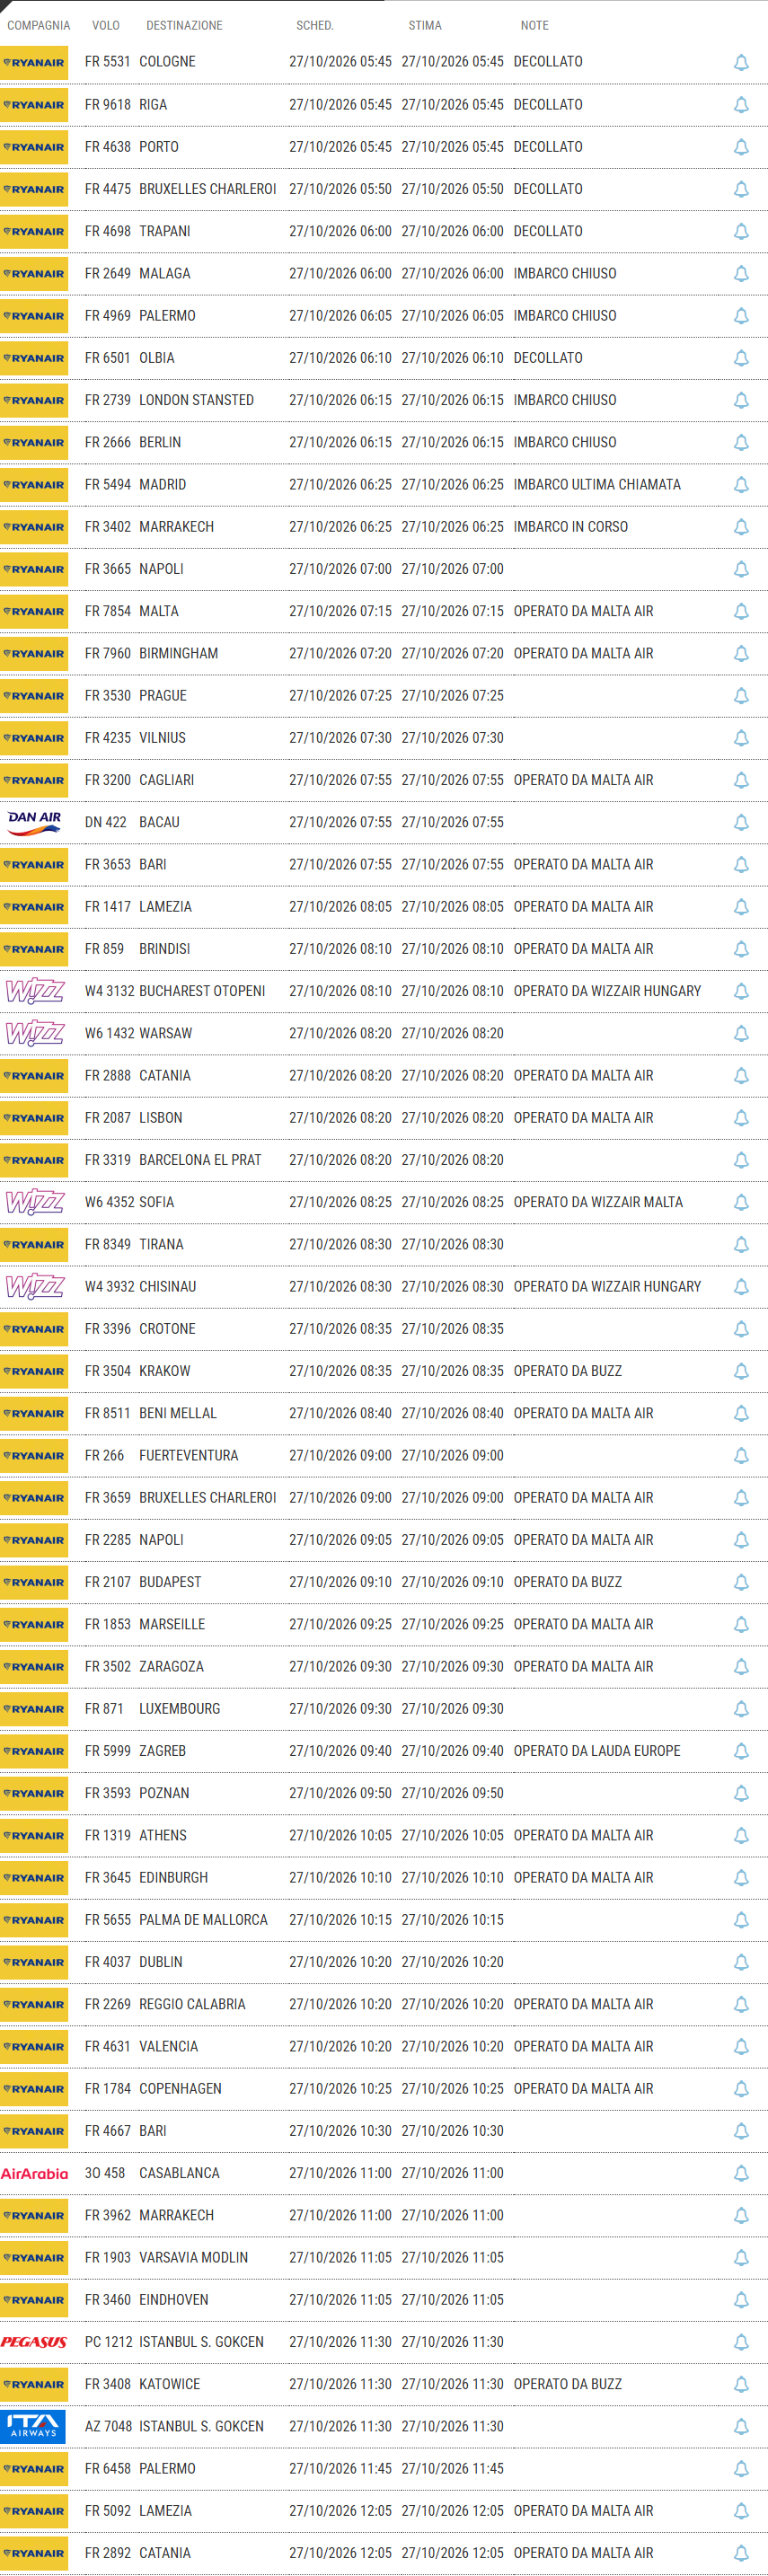 COMPAGNIA VOLO DESTINAZIONE SCHED. STIMA NOTE
RYANAIR FR 5531 COLOGNE 27/10/2026 05:45 27/10/2026 05:45 DECOLLATO
RYANAIR FR 9618 RIGA 27/10/2026 05:45 27/10/2026 05:45 DECOLLATO
RYANAIR FR 4638 PORTO 27/10/2026 05:45 27/10/2026 05:45 DECOLLATO
RYANAIR FR 4475 BRUXELLES CHARLEROI 27/10/2026 05:50 27/10/2026 05:50 DECOLLATO
RYANAIR FR 4698 TRAPANI 27/10/2026 06:00 27/10/2026 06:00 DECOLLATO
RYANAIR FR 2649 MALAGA 27/10/2026 06:00 27/10/2026 06:00 IMBARCO CHIUSO
RYANAIR FR 4969 PALERMO 27/10/2026 06:05 27/10/2026 06:05 IMBARCO CHIUSO
RYANAIR FR 6501 OLBIA 27/10/2026 06:10 27/10/2026 06:10 DECOLLATO
RYANAIR FR 2739 LONDON STANSTED 27/10/2026 06:15 27/10/2026 06:15 IMBARCO CHIUSO
RYANAIR FR 2666 BERLIN 27/10/2026 06:15 27/10/2026 06:15 IMBARCO CHIUSO
RYANAIR FR 5494 MADRID 27/10/2026 06:25 27/10/2026 06:25 IMBARCO ULTIMA CHIAMATA
RYANAIR FR 3402 MARRAKECH 27/10/2026 06:25 27/10/2026 06:25 IMBARCO IN CORSO
RYANAIR FR 3665 NAPOLI 27/10/2026 07:00 27/10/2026 07:00
RYANAIR FR 7854 MALTA 27/10/2026 07:15 27/10/2026 07:15 OPERATO DA MALTA AIR
RYANAIR FR 7960 BIRMINGHAM 27/10/2026 07:20 27/10/2026 07:20 OPERATO DA MALTA AIR
RYANAIR FR 3530 PRAGUE 27/10/2026 07:25 27/10/2026 07:25
RYANAIR FR 4235 VILNIUS 27/10/2026 07:30 27/10/2026 07:30
RYANAIR FR 3200 CAGLIARI 27/10/2026 07:55 27/10/2026 07:55 OPERATO DA MALTA AIR
DAN AIR DN 422 BACAU 27/10/2026 07:55 27/10/2026 07:55
RYANAIR FR 3653 BARI 27/10/2026 07:55 27/10/2026 07:55 OPERATO DA MALTA AIR
RYANAIR FR 1417 LAMEZIA 27/10/2026 08:05 27/10/2026 08:05 OPERATO DA MALTA AIR
RYANAIR FR 859 BRINDISI 27/10/2026 08:10 27/10/2026 08:10 OPERATO DA MALTA AIR
WIZZ W4 3132 BUCHAREST OTOPENI 27/10/2026 08:10 27/10/2026 08:10 OPERATO DA WIZZAIR HUNGARY
WIZZ W6 1432 WARSAW 27/10/2026 08:20 27/10/2026 08:20
RYANAIR FR 2888 CATANIA 27/10/2026 08:20 27/10/2026 08:20 OPERATO DA MALTA AIR
RYANAIR FR 2087 LISBON 27/10/2026 08:20 27/10/2026 08:20 OPERATO DA MALTA AIR
RYANAIR FR 3319 BARCELONA EL PRAT 27/10/2026 08:20 27/10/2026 08:20
WIZZ W6 4352 SOFIA 27/10/2026 08:25 27/10/2026 08:25 OPERATO DA WIZZAIR MALTA
RYANAIR FR 8349 TIRANA 27/10/2026 08:30 27/10/2026 08:30
WIZZ W4 3932 CHISINAU 27/10/2026 08:30 27/10/2026 08:30 OPERATO DA WIZZAIR HUNGARY
RYANAIR FR 3396 CROTONE 27/10/2026 08:35 27/10/2026 08:35
RYANAIR FR 3504 KRAKOW 27/10/2026 08:35 27/10/2026 08:35 OPERATO DA BUZZ
RYANAIR FR 8511 BENI MELLAL 27/10/2026 08:40 27/10/2026 08:40 OPERATO DA MALTA AIR
RYANAIR FR 266 FUERTEVENTURA 27/10/2026 09:00 27/10/2026 09:00
RYANAIR FR 3659 BRUXELLES CHARLEROI 27/10/2026 09:00 27/10/2026 09:00 OPERATO DA MALTA AIR
RYANAIR FR 2285 NAPOLI 27/10/2026 09:05 27/10/2026 09:05 OPERATO DA MALTA AIR
RYANAIR FR 2107 BUDAPEST 27/10/2026 09:10 27/10/2026 09:10 OPERATO DA BUZZ
RYANAIR FR 1853 MARSEILLE 27/10/2026 09:25 27/10/2026 09:25 OPERATO DA MALTA AIR
RYANAIR FR 3502 ZARAGOZA 27/10/2026 09:30 27/10/2026 09:30 OPERATO DA MALTA AIR
RYANAIR FR 871 LUXEMBOURG 27/10/2026 09:30 27/10/2026 09:30
RYANAIR FR 5999 ZAGREB 27/10/2026 09:40 27/10/2026 09:40 OPERATO DA LAUDA EUROPE
RYANAIR FR 3593 POZNAN 27/10/2026 09:50 27/10/2026 09:50
RYANAIR FR 1319 ATHENS 27/10/2026 10:05 27/10/2026 10:05 OPERATO DA MALTA AIR
RYANAIR FR 3645 EDINBURGH 27/10/2026 10:10 27/10/2026 10:10 OPERATO DA MALTA AIR
RYANAIR FR 5655 PALMA DE MALLORCA 27/10/2026 10:15 27/10/2026 10:15
RYANAIR FR 4037 DUBLIN 27/10/2026 10:20 27/10/2026 10:20
RYANAIR FR 2269 REGGIO CALABRIA 27/10/2026 10:20 27/10/2026 10:20 OPERATO DA MALTA AIR
RYANAIR FR 4631 VALENCIA 27/10/2026 10:20 27/10/2026 10:20 OPERATO DA MALTA AIR
RYANAIR FR 1784 COPENHAGEN 27/10/2026 10:25 27/10/2026 10:25 OPERATO DA MALTA AIR
RYANAIR FR 4667 BARI 27/10/2026 10:30 27/10/2026 10:30
AirArabia 3O 458 CASABLANCA 27/10/2026 11:00 27/10/2026 11:00
RYANAIR FR 3962 MARRAKECH 27/10/2026 11:00 27/10/2026 11:00
RYANAIR FR 1903 VARSAVIA MODLIN 27/10/2026 11:05 27/10/2026 11:05
RYANAIR FR 3460 EINDHOVEN 27/10/2026 11:05 27/10/2026 11:05
PEGASUS PC 1212 ISTANBUL S. GOKCEN 27/10/2026 11:30 27/10/2026 11:30
RYANAIR FR 3408 KATOWICE 27/10/2026 11:30 27/10/2026 11:30 OPERATO DA BUZZ
ITA AIRWAYS AZ 7048 ISTANBUL S. GOKCEN 27/10/2026 11:30 27/10/2026 11:30
RYANAIR FR 6458 PALERMO 27/10/2026 11:45 27/10/2026 11:45
RYANAIR FR 5092 LAMEZIA 27/10/2026 12:05 27/10/2026 12:05 OPERATO DA MALTA AIR
RYANAIR FR 2892 CATANIA 27/10/2026 12:05 27/10/2026 12:05 OPERATO DA MALTA AIR